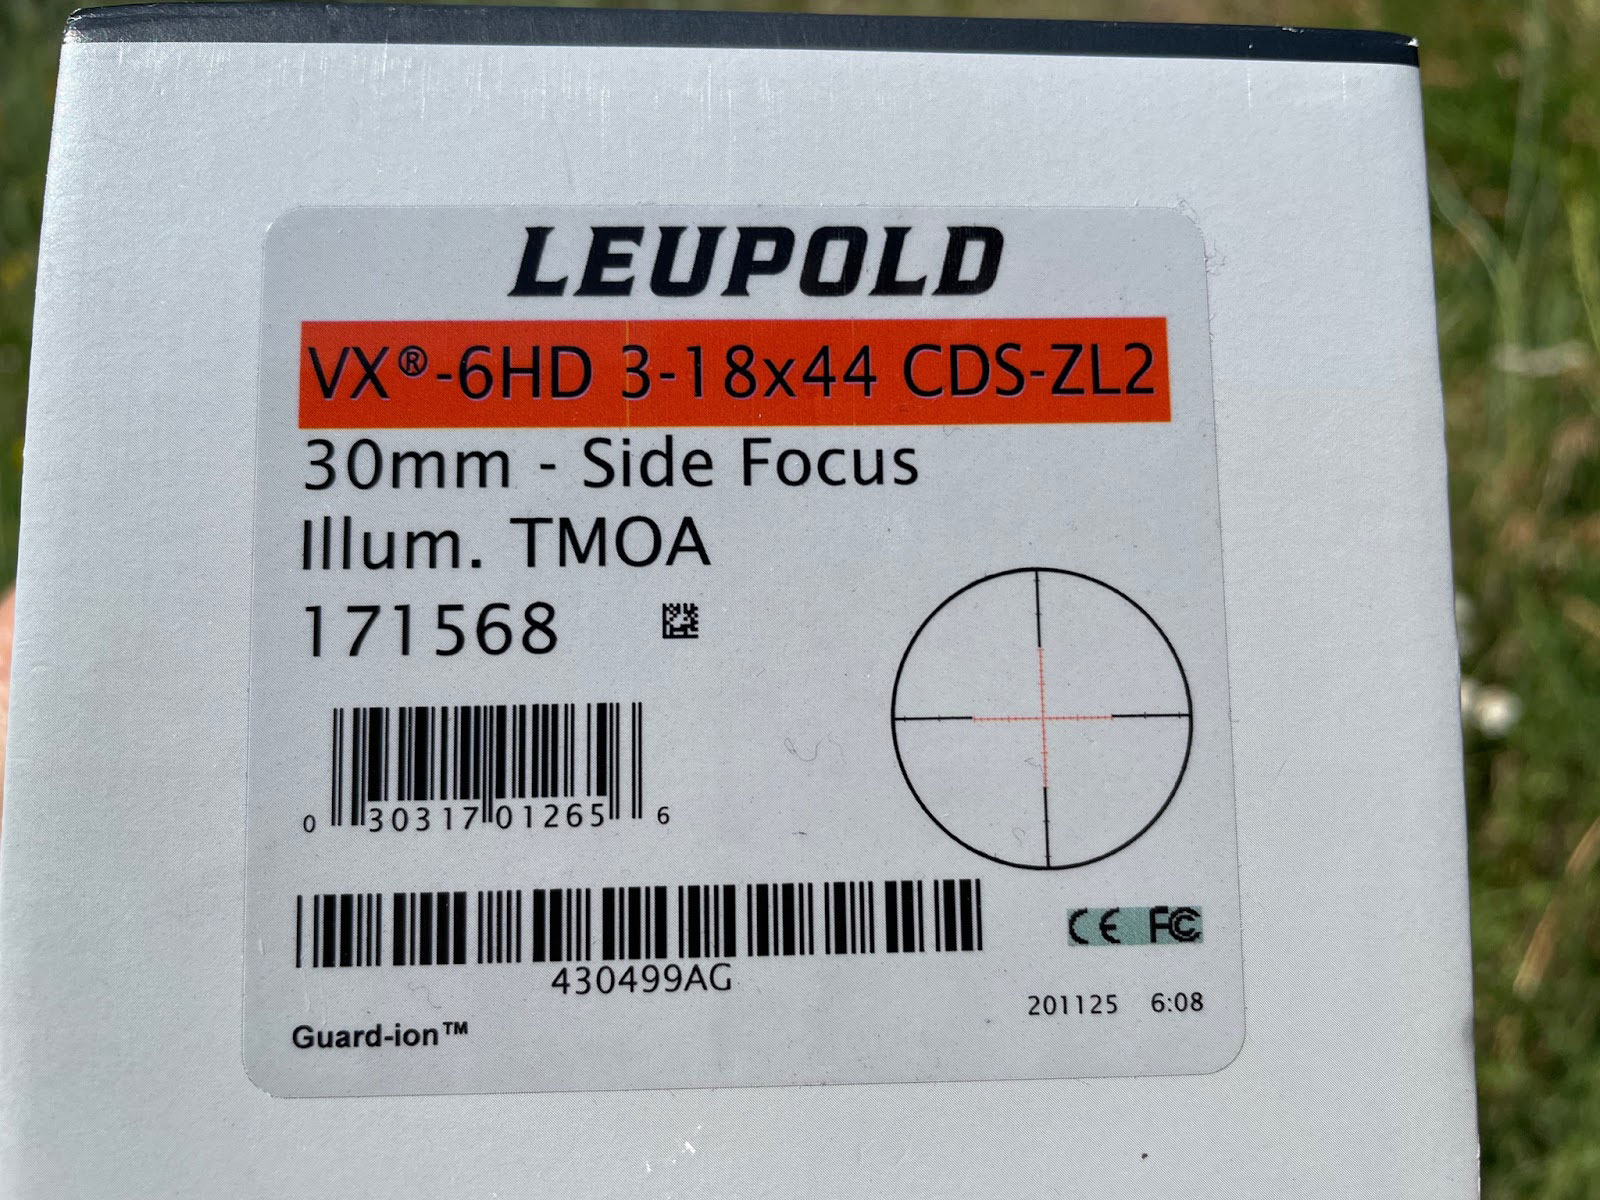 LEUPOLD
VX®-6HD 3-18x44 CDS-ZL2
30mm - Side Focus
Illum. TMOA
171568
0 30317 01265 6
430499AG
CE FC
201125 6:08
Guard-ion™